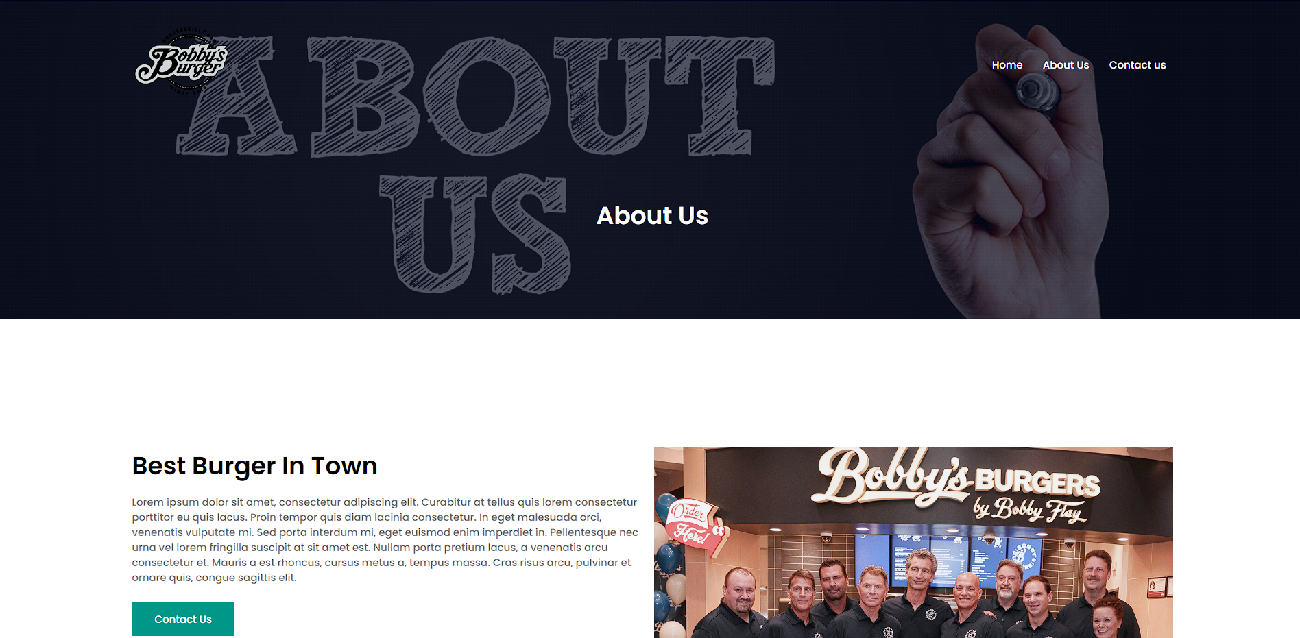 Bobby's
Burger
ABOUT
US
Home
About Us
Contact us
About Us
Best Burger In Town
Lorem ipsum dolor sit amet, consectetur adipiscing elit. Curabitur at tellus quis lorem consectetur
porttitor eu quis lacus. Proin tempor quis diam lacinia consectetur. In eget malesuada orci,
venenatis vulputate mi. Sed porta interdum mi, eget euismod enim imperdiet in. Pellentesque nec
urna vel lorem fringilla suscipit at sit amet est. Nullam porta pretium lacus, a venenatis arcu
consectetur et. Mauris a est rhoncus, cursus metus a, tempus massa. Cras risus arcu, pulvinar et
ornare quis, congue sagittis elit.
Contact Us
Bobby's BURGERS
by Bobby Flay
Order
Here!